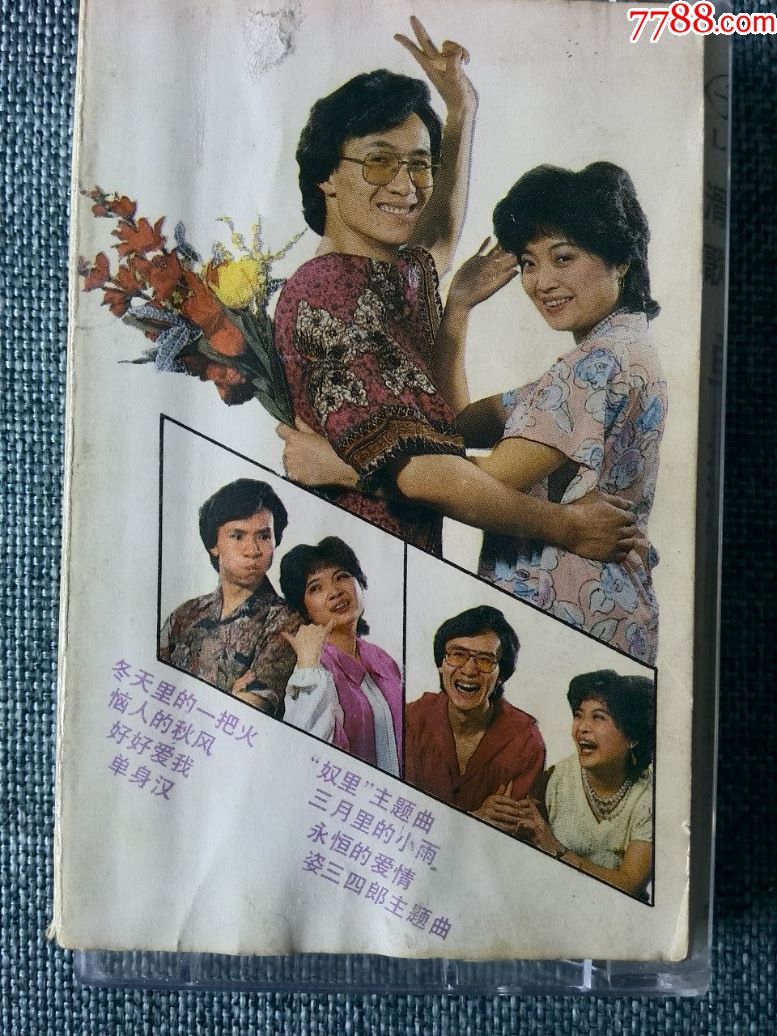 7788.com
冬天里的一把火
恼人的秋风
好好爱我
单身汉
“奴里”主题曲
三月里的小雨
永恒的爱情
姿三四郎主题曲